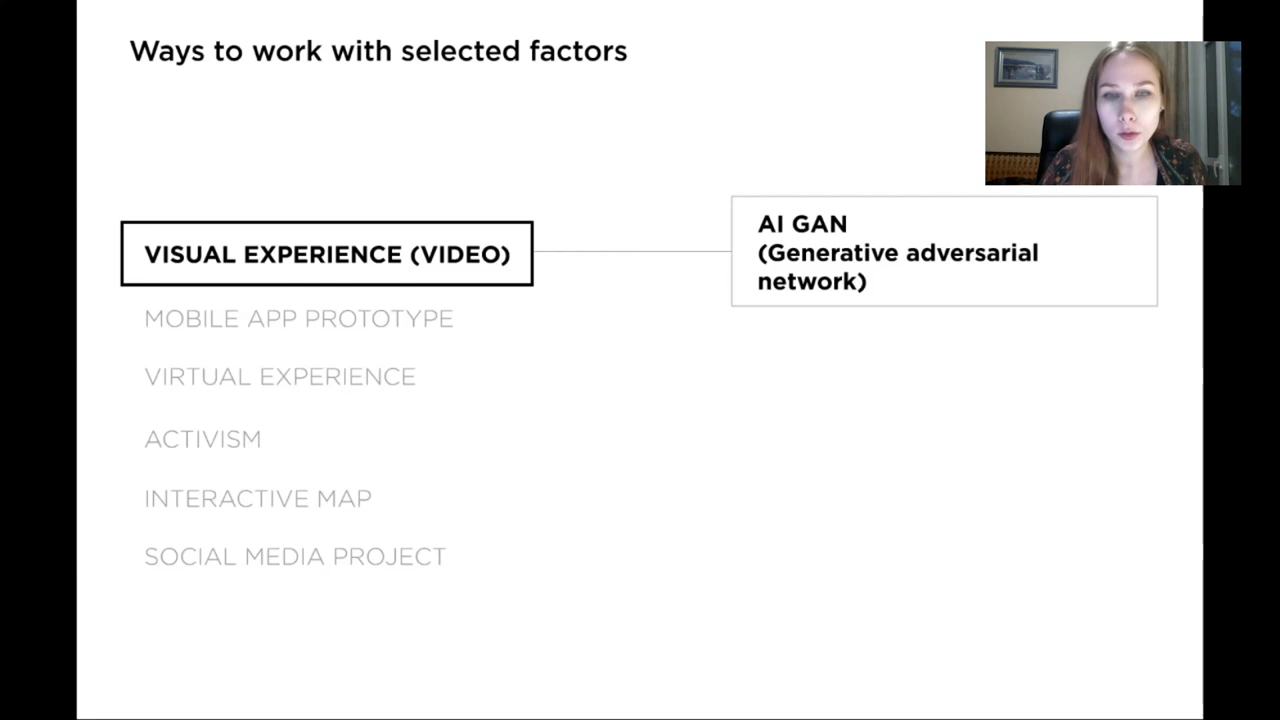 Ways to work with selected factors
VISUAL EXPERIENCE (VIDEO)
AI GAN
(Generative adversarial
network)
MOBILE APP PROTOTYPE
VIRTUAL EXPERIENCE
ACTIVISM
INTERACTIVE MAP
SOCIAL MEDIA PROJECT